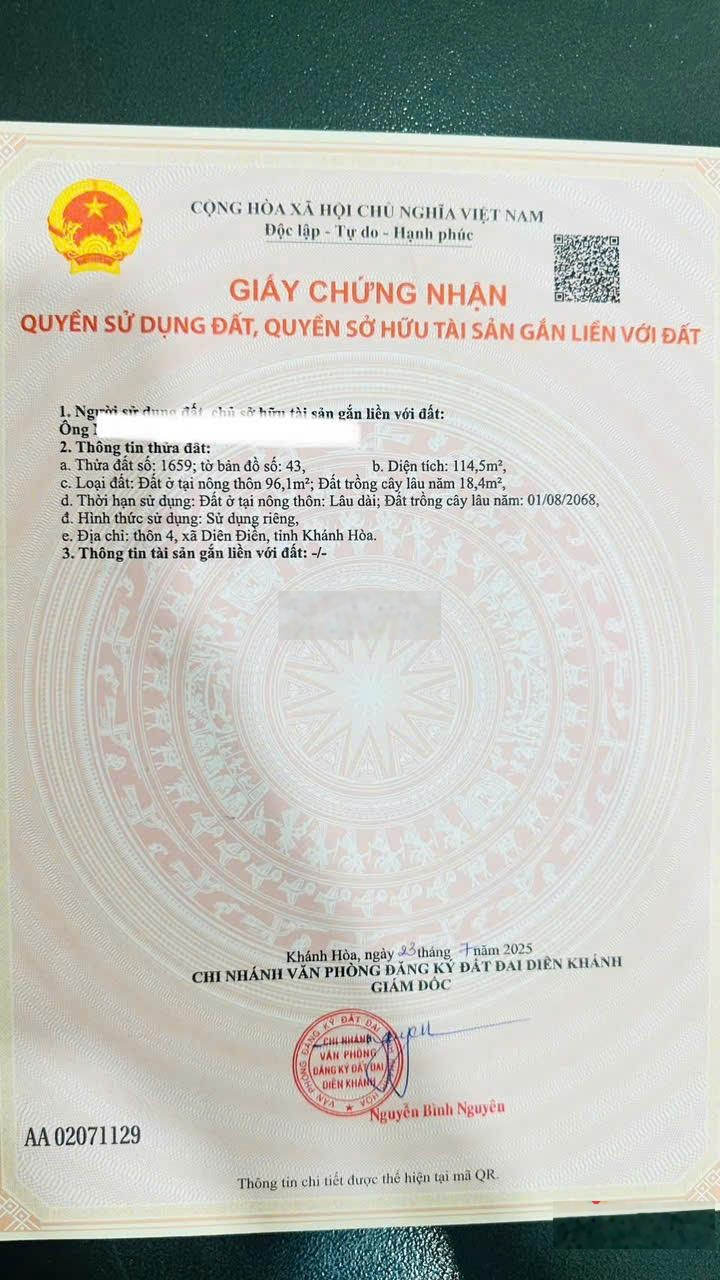 CỘNG HÒA XÃ HỘI CHỦ NGHĨA VIỆT NAM
Độc lập - Tự do - Hạnh phúc
GIẤY CHỨNG NHẬN
QUYỀN SỬ DỤNG ĐẤT, QUYỀN SỞ HỮU TÀI SẢN GẮN LIỀN VỚI ĐẤT
1. Người sử dụng đất, chủ sở hữu tài sản gắn liền với đất:
Ông
2. Thông tin thửa đất:
a. Thửa đất số: 1659; tờ bản đồ số: 43, b. Diện tích: 114,5m²,
c. Loại đất: Đất ở tại nông thôn 96,1m²; Đất trồng cây lâu năm 18,4m²,
d. Thời hạn sử dụng: Đất ở tại nông thôn: Lâu dài; Đất trồng cây lâu năm: 01/08/2068,
đ. Hình thức sử dụng: Sử dụng riêng,
e. Địa chỉ: thôn 4, xã Diên Điền, tỉnh Khánh Hòa.
3. Thông tin tài sản gắn liền với đất: -/-
Khánh Hòa, ngày 23 tháng 7 năm 2025
CHI NHÁNH VĂN PHÒNG ĐĂNG KÝ ĐẤT ĐAI DIÊN KHÁNH
GIÁM ĐỐC
VĂN PHÒNG ĐĂNG KÝ ĐẤT ĐAI
CHI NHÁNH
VĂN PHÒNG
ĐĂNG KÝ ĐẤT ĐAI
DIÊN KHÁNH
Nguyễn Bình Nguyên
AA 02071129
Thông tin chi tiết được thể hiện tại mã QR.